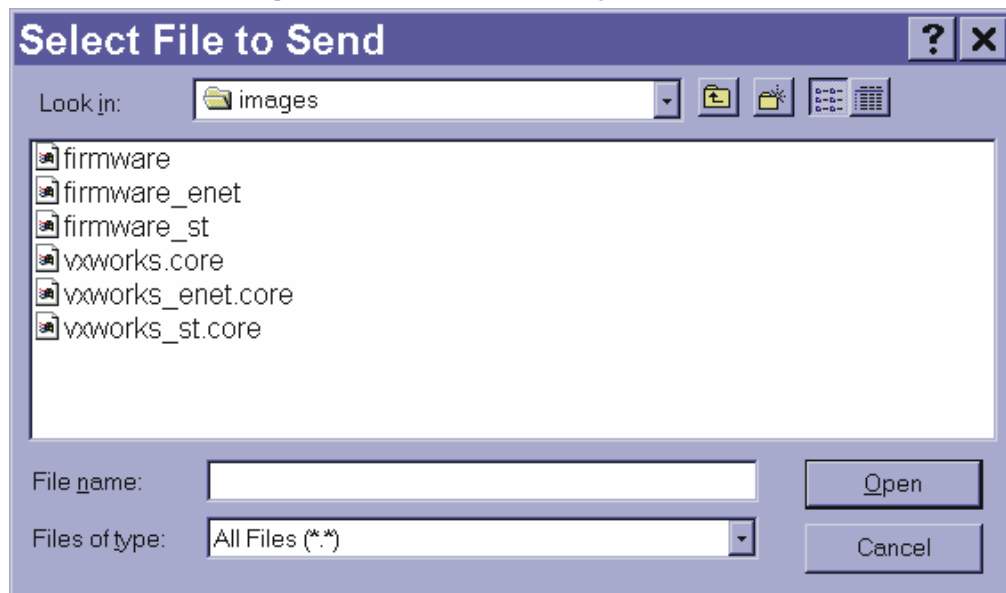 Select File to Send
Look in: images
firmware
firmware_enet
firmware_st
vxworks.core
vxworks_enet.core
vxworks_st.core
File name: Open
Files of type: All Files (*.*) Cancel